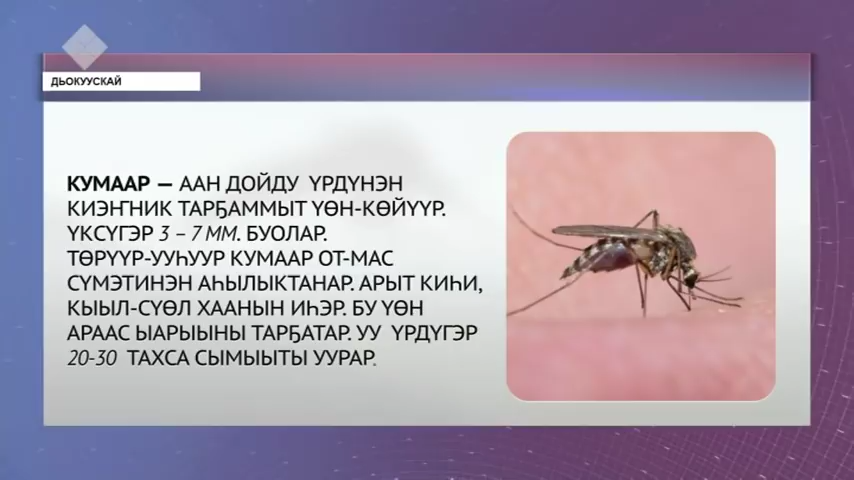 ДЬОКУУСКАЙ
КУМААР — ААН ДОЙДУ ҮРДҮНЭН
КИЭҤНИК ТАРҔАММЫТ ҮӨН-КӨЙҮҮР.
ҮКСҮГЭР 3 – 7 ММ. БУОЛАР.
ТӨРҮҮР-УУҺУУР КУМААР ОТ-МАС
СҮМЭТИНЭН АҺЫЛЫКТАНАР. АРЫТ КИҺИ,
КЫЫЛ-СҮӨЛ ХААНЫН ИҺЭР. БУ ҮӨН
АРААС ЫАРЫЫНЫ ТАРҔАТАР. УУ ҮРДҮГЭР
20-30 ТАХСА СЫМЫЫТЫ УУРАР.